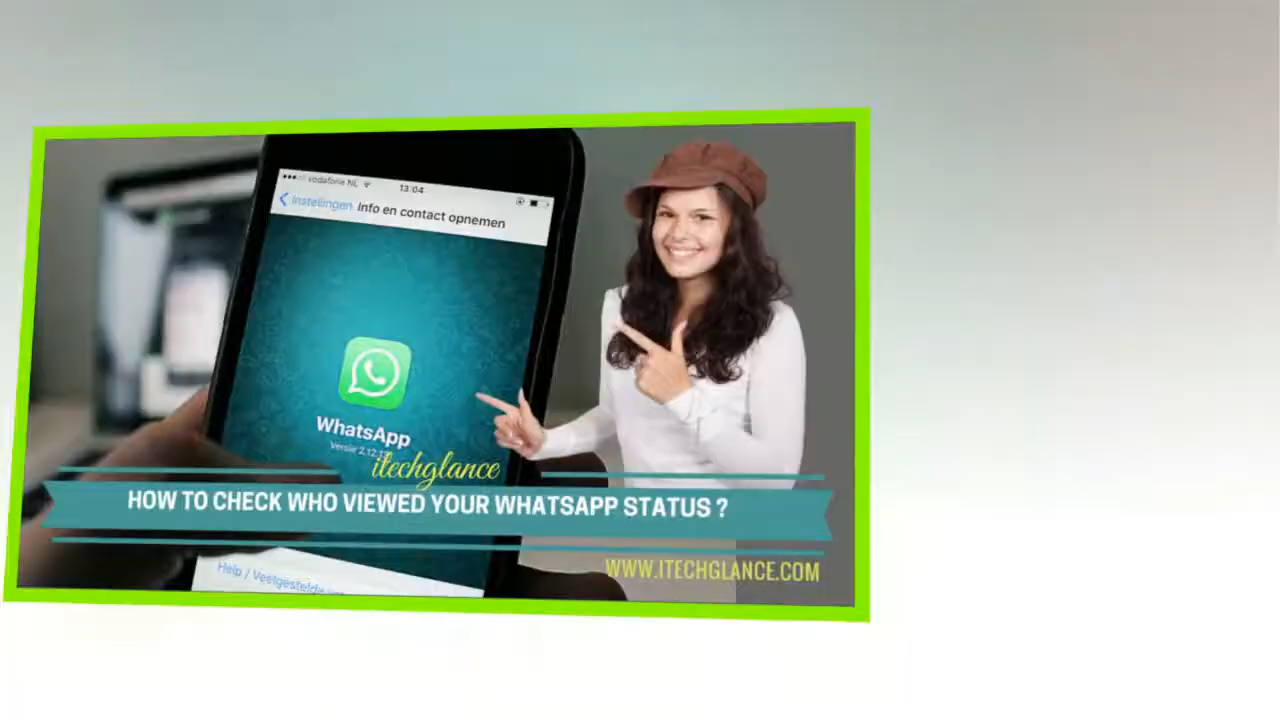 vodafone NL
13:04
Instellingen Info en contact opnemen
WhatsApp
itechglance
HOW TO CHECK WHO VIEWED YOUR WHATSAPP STATUS ?
WWW.ITECHGLANCE.COM
Help /